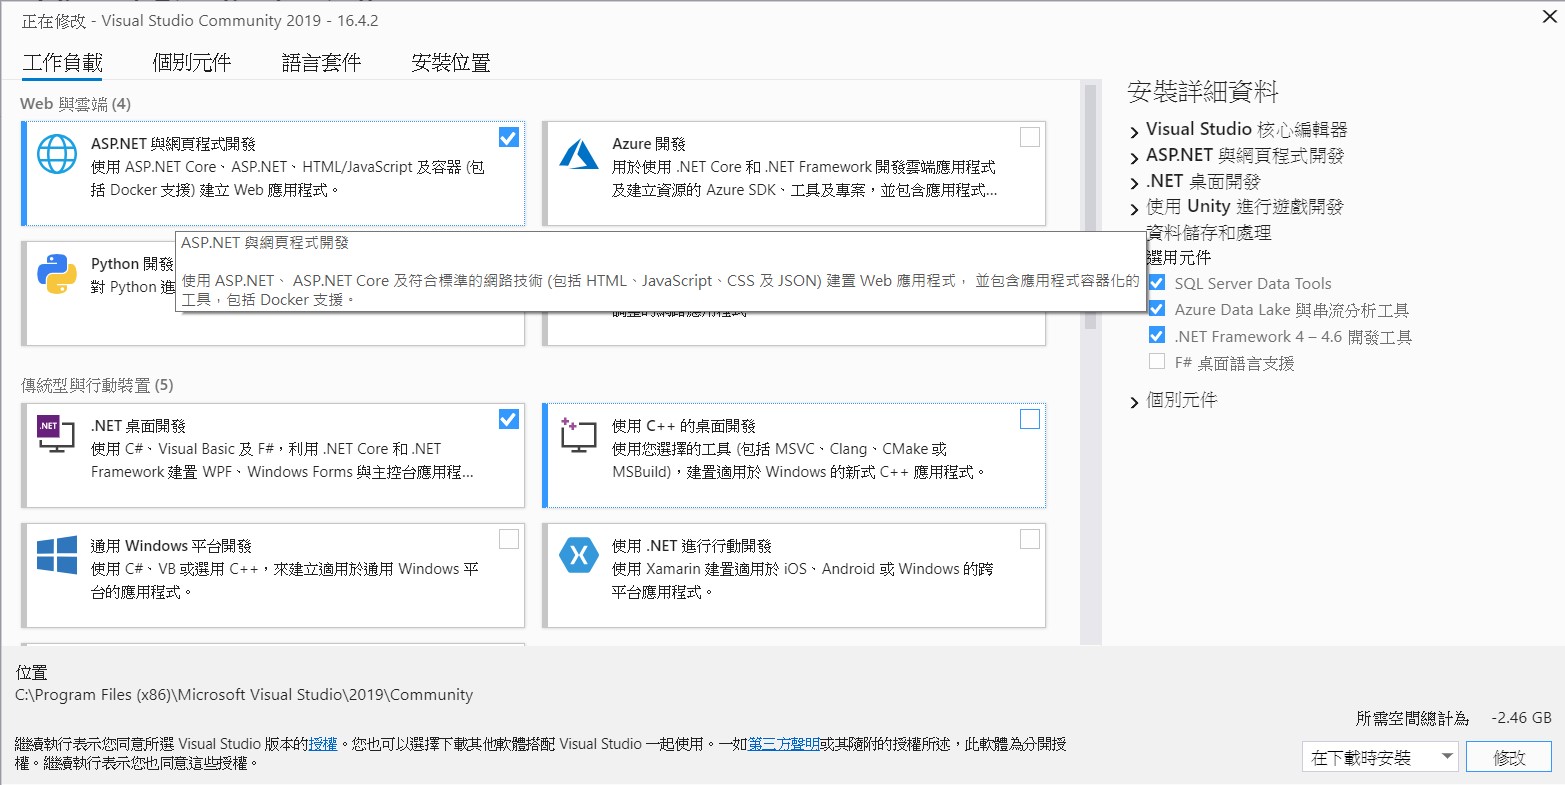 正在修改 - Visual Studio Community 2019 - 16.4.2
工作負載 個別元件 語言套件 安裝位置
Web 與雲端 (4)
ASP.NET 與網頁程式開發
使用 ASP.NET Core、ASP.NET、HTML/JavaScript 及容器 (包
括 Docker 支援) 建立 Web 應用程式。
Azure 開發
用於使用 .NET Core 和 .NET Framework 開發雲端應用程式
及建立資源的 Azure SDK、工具及專案，並包含應用程式...
Python 開發
對 Python 進
ASP.NET 與網頁程式開發
使用 ASP.NET、 ASP.NET Core 及符合標準的網路技術 (包括 HTML、JavaScript、CSS 及 JSON) 建置 Web 應用程式， 並包含應用程式容器化的
工具，包括 Docker 支援。
傳統型與行動裝置 (5)
.NET 桌面開發
使用 C#、Visual Basic 及 F#，利用 .NET Core 和 .NET
Framework 建置 WPF、Windows Forms 與主控台應用程...
使用 C++ 的桌面開發
使用您選擇的工具 (包括 MSVC、Clang、CMake 或
MSBuild)，建置適用於 Windows 的新式 C++ 應用程式。
通用 Windows 平台開發
使用 C#、VB 或選用 C++，來建立適用於通用 Windows 平
台的應用程式。
使用 .NET 進行行動開發
使用 Xamarin 建置適用於 iOS、Android 或 Windows 的跨
平台應用程式。
安裝詳細資料
Visual Studio 核心編輯器
ASP.NET 與網頁程式開發
.NET 桌面開發
使用 Unity 進行遊戲開發
資料儲存和處理
選用元件
SQL Server Data Tools
Azure Data Lake 與串流分析工具
.NET Framework 4 – 4.6 開發工具
F# 桌面語言支援
個別元件
位置
C:\Program Files (x86)\Microsoft Visual Studio\2019\Community
所需空間總計為 -2.46 GB
繼續執行表示您同意所選 Visual Studio 版本的授權。您也可以選擇下載其他軟體搭配 Visual Studio 一起使用。一如第三方聲明或其隨附的授權所述，此軟體為分開授
權。繼續執行表示您也同意這些授權。
在下載時安裝 修改